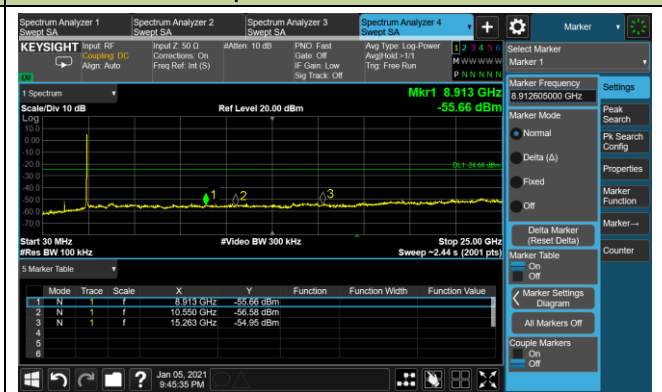 Spectrum Analyzer 1
Swept SA
Spectrum Analyzer 2
Swept SA
Spectrum Analyzer 3
Swept SA
Spectrum Analyzer 4
Swept SA
+
Marker
KEYSIGHT
Input: RF
Coupling: DC
Align: Auto
Input Z: 50 Ω
Corrections: On
Freq Ref: Int (S)
#Atten: 10 dB
PNO: Fast
Gate: Off
IF Gain: Low
Sig Track: Off
Avg Type: Log-Power
Avg|Hold:>1/1
Trig: Free Run
1 2 3 4 5 6
M W W W W W
P N N N N N
Select Marker
Marker 1
1 Spectrum
Scale/Div 10 dB
Ref Level 20.00 dBm
Mkr1 8.913 GHz
-55.66 dBm
Log
10.0
0.00
-10.0
-20.0
-30.0
-40.0
-50.0
-60.0
-70.0
DL1 -24.64 dBm
1
2
3
Start 30 MHz
#Video BW 300 kHz
Stop 25.00 GHz
#Res BW 100 kHz
Sweep ~2.44 s (2001 pts)
5 Marker Table
Mode Trace Scale X Y Function Function Width Function Value
1 N 1 f 8.913 GHz -55.66 dBm
2 N 1 f 10.550 GHz -56.58 dBm
3 N 1 f 15.263 GHz -54.95 dBm
4
5
6
Marker Frequency
8.912605000 GHz
Marker Mode
Normal
Delta (Δ)
Fixed
Off
Delta Marker
(Reset Delta)
Marker Table
On
Off
Marker Settings
Diagram
All Markers Off
Couple Markers
On
Off
Settings
Peak
Search
Pk Search
Config
Properties
Marker
Function
Marker→
Counter
?
Jan 05, 2021
9:45:35 PM